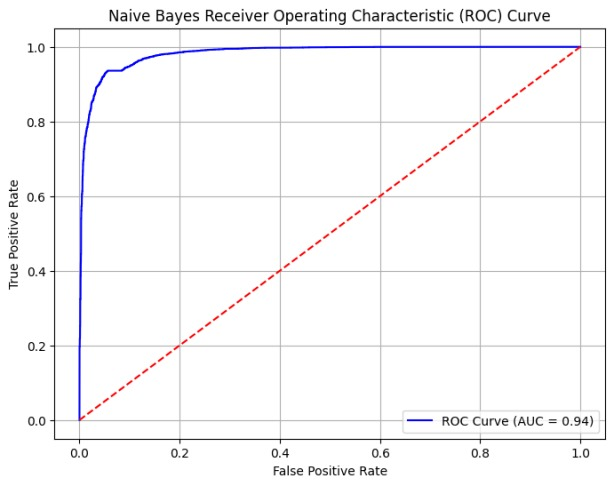 Naive Bayes Receiver Operating Characteristic (ROC) Curve
1.0
0.8
0.6
0.4
0.2
0.0
True Positive Rate
ROC Curve (AUC = 0.94)
0.0 0.2 0.4 0.6 0.8 1.0
False Positive Rate